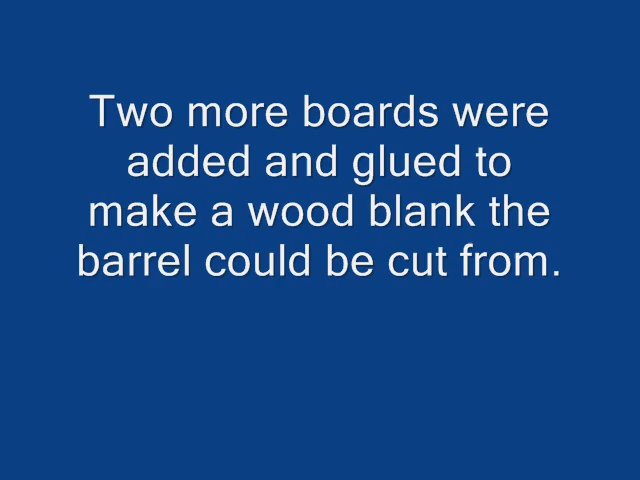 Two more boards were
added and glued to
make a wood blank the
barrel could be cut from.